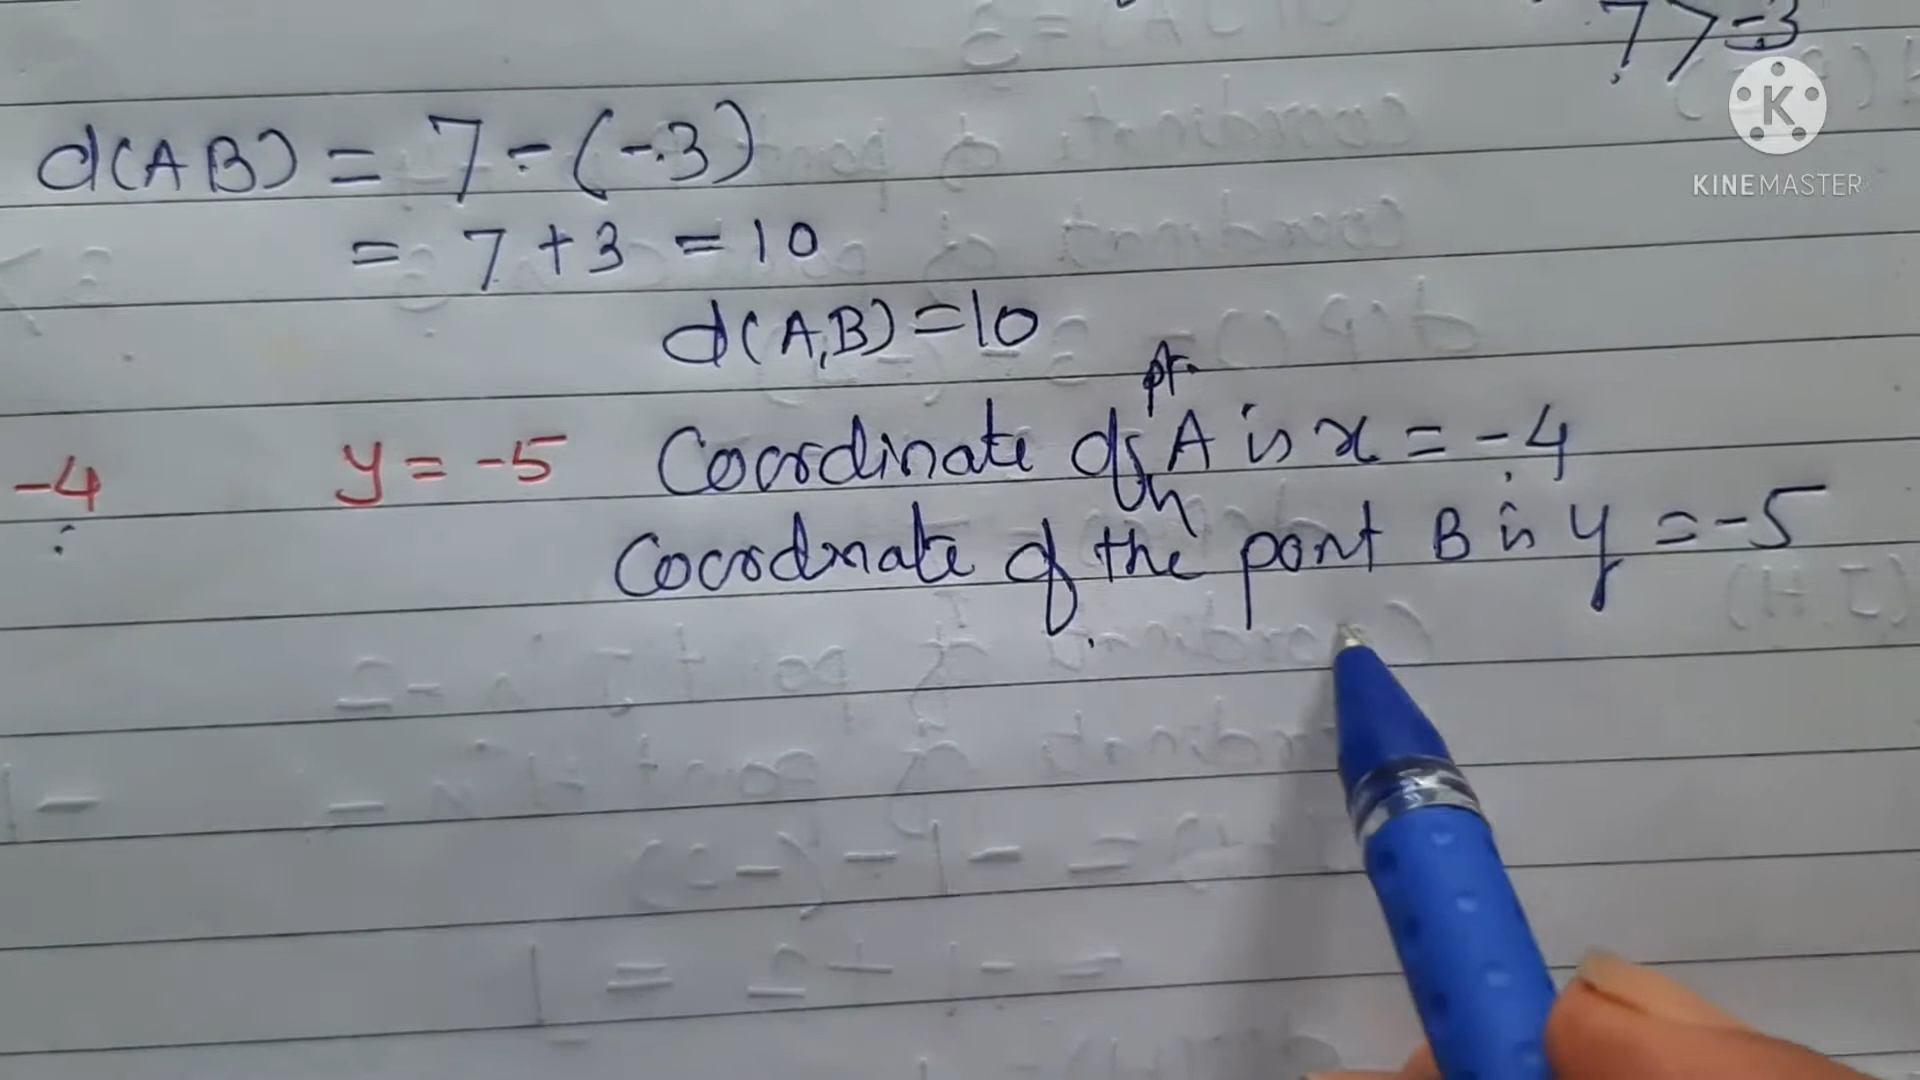 7 > -3
KINEMASTER
d(AB) = 7 - (-3)
= 7 + 3 = 10
d(A,B) = 10
pt.
-4 y = -5 Coordinate of A is x = -4
Coordinate of the point B is y = -5